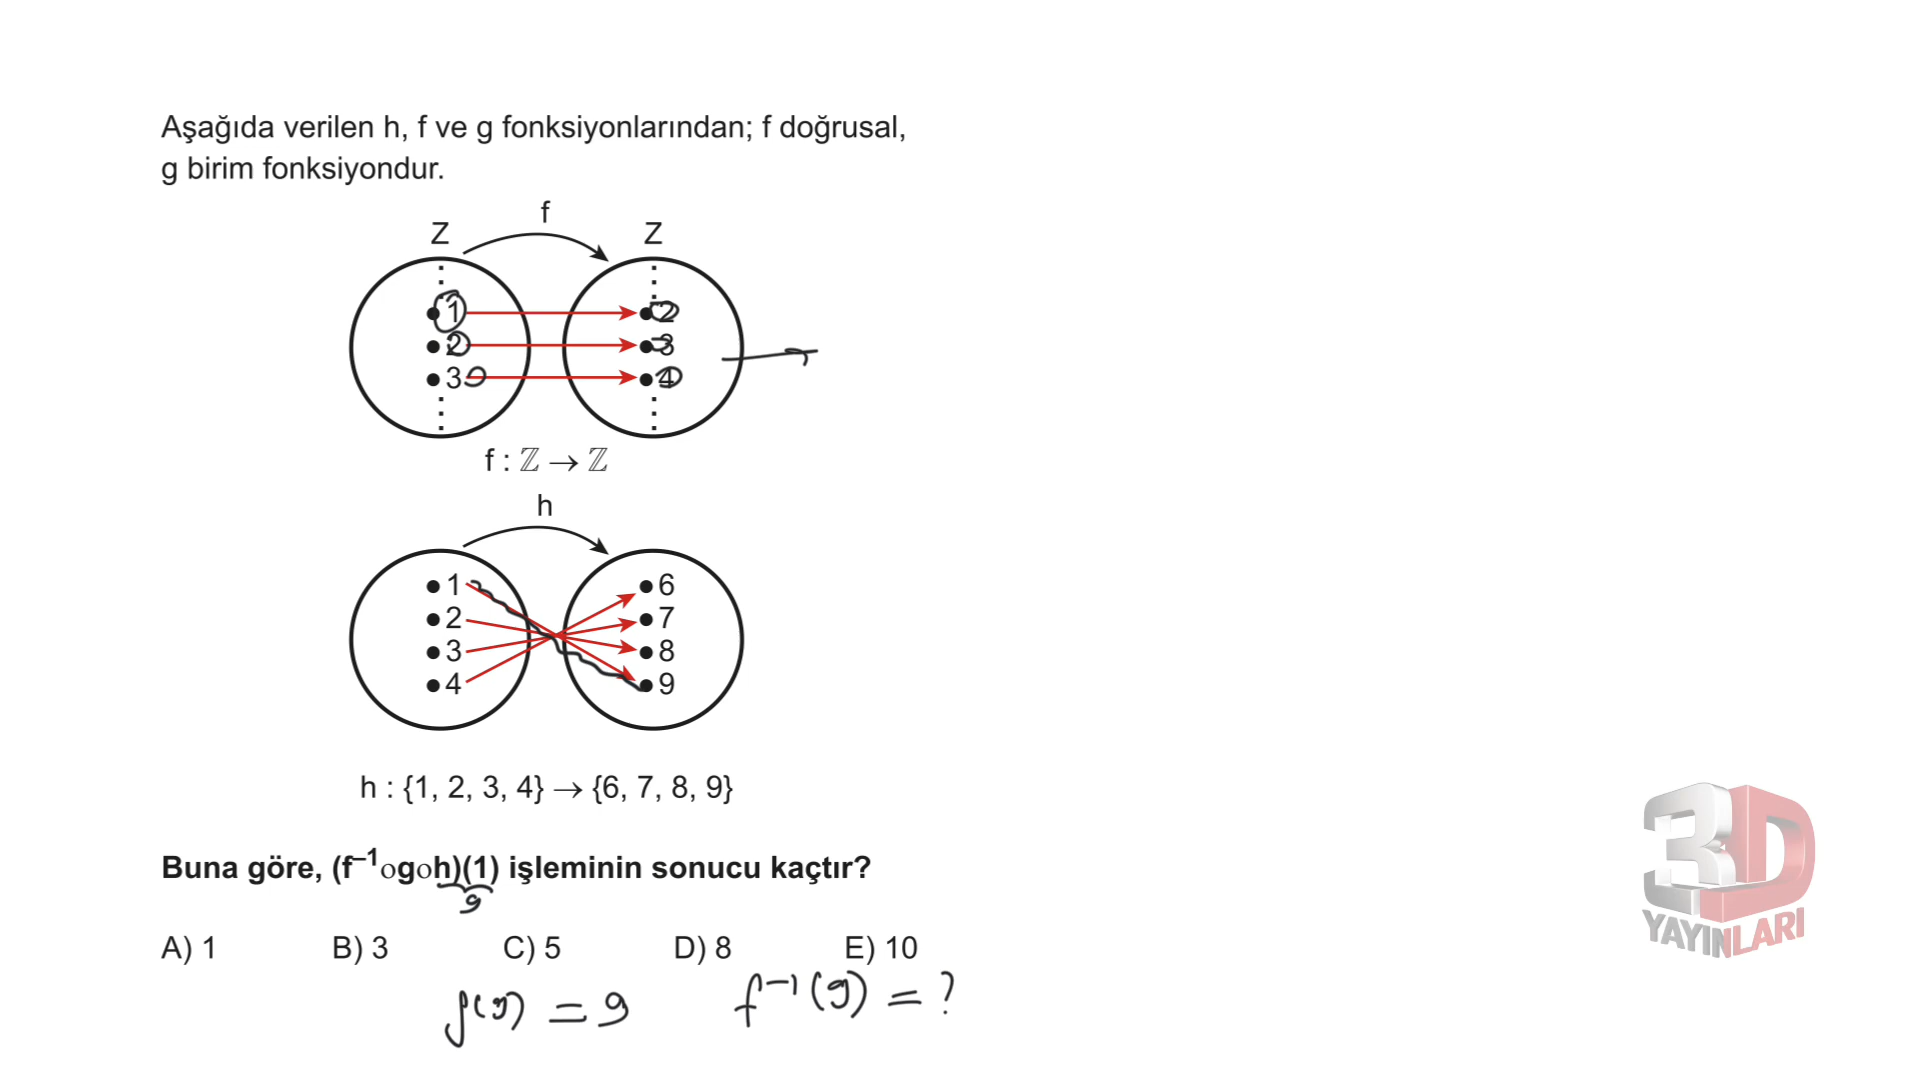 Aşağıda verilen h, f ve g fonksiyonlarından; f doğrusal,
g birim fonksiyondur.
f
Z Z
1 2
2 3
3 4
f : ℤ → ℤ
h
1 6
2 7
3 8
4 9
h : {1, 2, 3, 4} → {6, 7, 8, 9}
Buna göre, (f⁻¹ogoh)(1) işleminin sonucu kaçtır?
9
A) 1 B) 3 C) 5 D) 8 E) 10
g(9) = 9 f⁻¹(9) = ?
3D
YAYINLARI